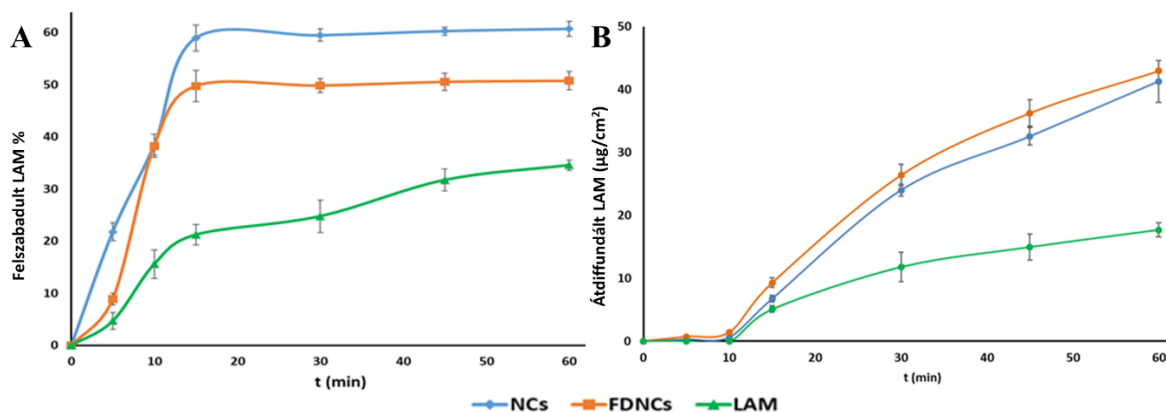 A
Felszabadult LAM %
60
50
40
30
20
10
0
0 10 20 30 40 50 60
t (min)
B
Átdiffundált LAM (µg/cm²)
50
40
30
20
10
0
0 10 20 30 40 50 60
t (min)
NCs FDNCs LAM